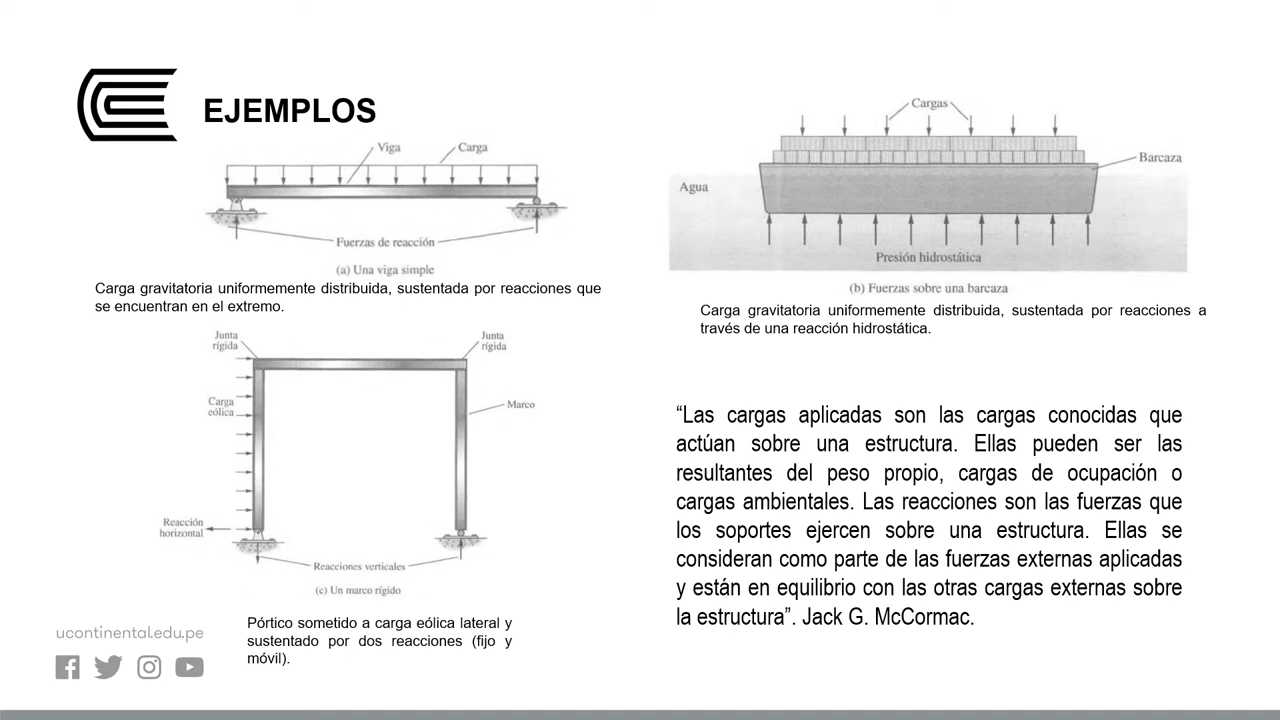 EJEMPLOS
Viga
Carga
Fuerzas de reacción
(a) Una viga simple
Carga gravitatoria uniformemente distribuida, sustentada por reacciones que
se encuentran en el extremo.
Junta
rígida
Junta
rígida
Carga
eólica
Marco
Reacción
horizontal
Reacciones verticales
(c) Un marco rígido
Pórtico sometido a carga eólica lateral y
sustentado por dos reacciones (fijo y
móvil).
ucontinental.edu.pe
Cargas
Barcaza
Agua
Presión hidrostática
(b) Fuerzas sobre una barcaza
Carga gravitatoria uniformemente distribuida, sustentada por reacciones a
través de una reacción hidrostática.
“Las cargas aplicadas son las cargas conocidas que
actúan sobre una estructura. Ellas pueden ser las
resultantes del peso propio, cargas de ocupación o
cargas ambientales. Las reacciones son las fuerzas que
los soportes ejercen sobre una estructura. Ellas se
consideran como parte de las fuerzas externas aplicadas
y están en equilibrio con las otras cargas externas sobre
la estructura”. Jack G. McCormac.